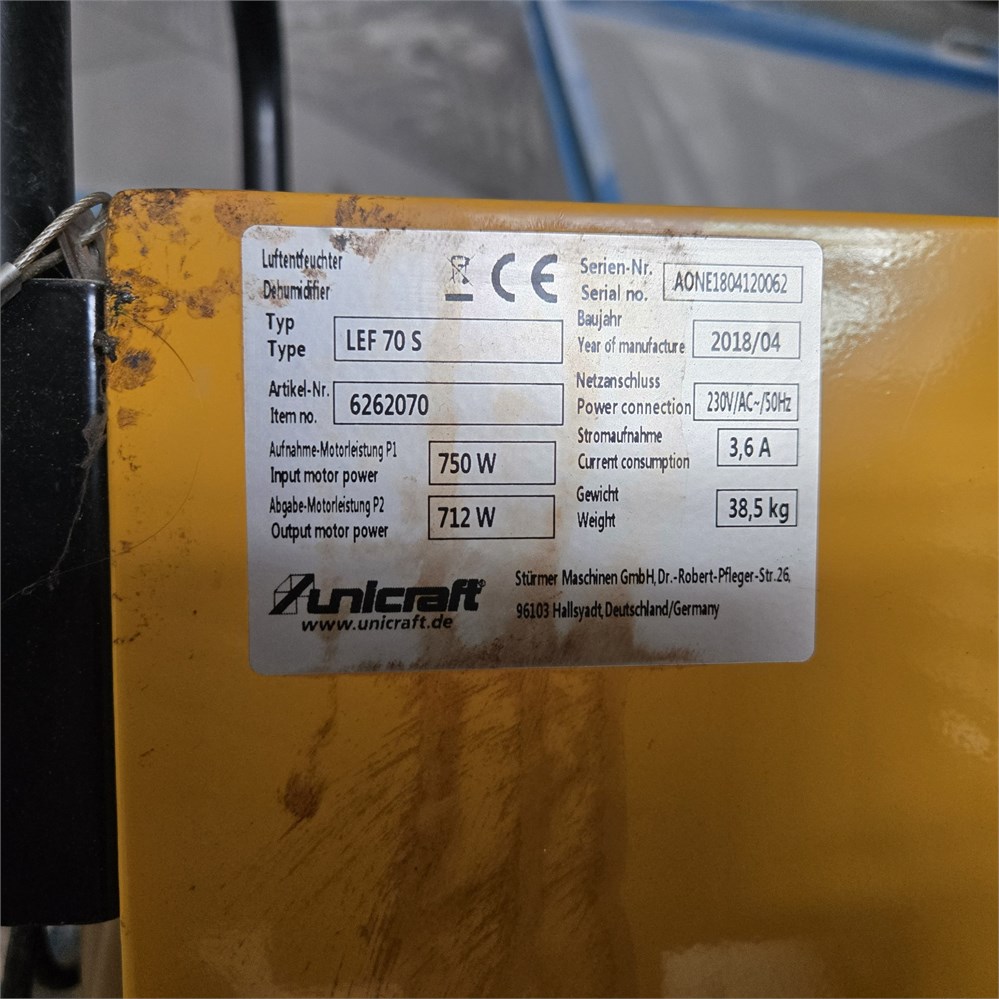 Luftentfeuchter
Dehumidifier
CE
Typ
Type
LEF 70 S
Artikel-Nr.
Item no.
6262070
Aufnahme-Motorleistung P1
Input motor power
750 W
Abgabe-Motorleistung P2
Output motor power
712 W
Serien-Nr.
Serial no.
AONE1804120062
Baujahr
Year of manufacture
2018/04
Netzanschluss
Power connection
230V/AC~/50Hz
Stromaufnahme
Current consumption
3,6 A
Gewicht
Weight
38,5 kg
unicraft®
www.unicraft.de
Stürmer Maschinen GmbH, Dr.-Robert-Pfleger-Str.26,
96103 Hallsyadt, Deutschland/Germany